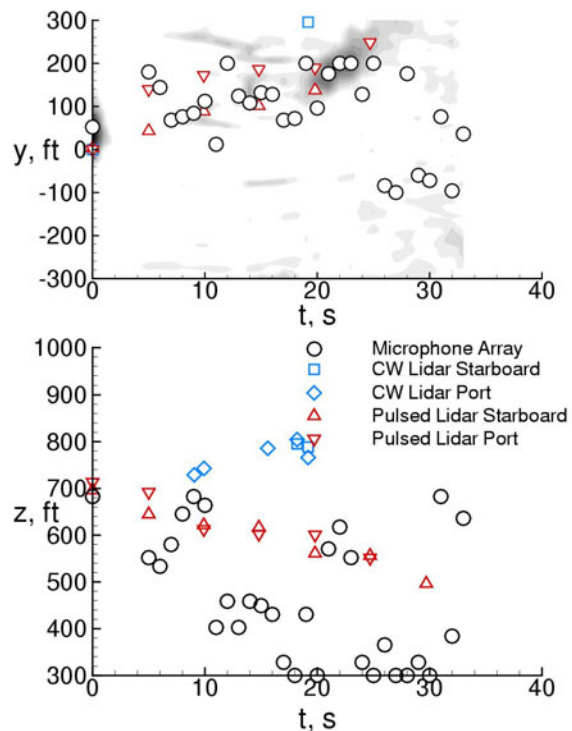 300
200
100
y, ft
0
-100
-200
-300
0
10
20
30
40
t, s
1000
900
800
700
z, ft
600
500
400
300
0
10
20
30
40
t, s
Microphone Array
CW Lidar Starboard
CW Lidar Port
Pulsed Lidar Starboard
Pulsed Lidar Port